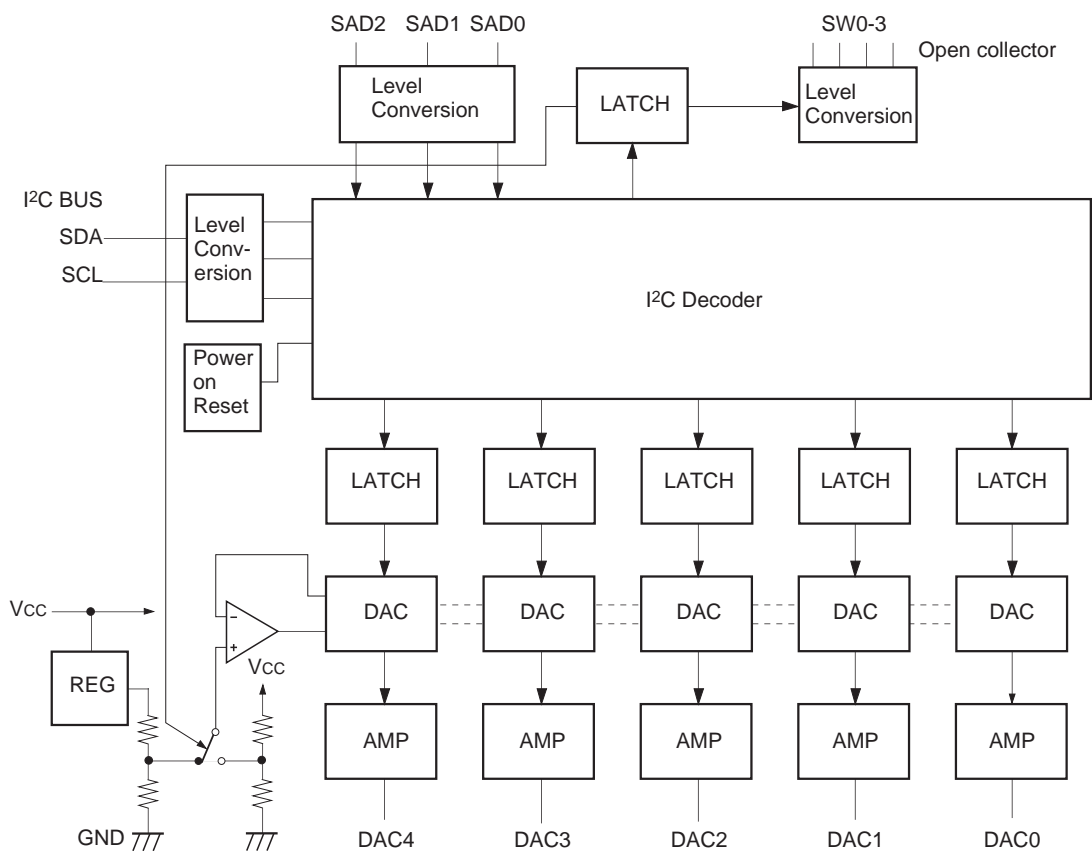 SAD2 SAD1 SAD0
SW0-3
Open collector
Level
Conversion
LATCH
Level
Conversion
I2C BUS
SDA
SCL
Level
Conv-
ersion
I2C Decoder
Power
on
Reset
LATCH LATCH LATCH LATCH LATCH
VCC
REG
−
+
VCC
DAC DAC DAC DAC DAC
AMP AMP AMP AMP AMP
GND
DAC4 DAC3 DAC2 DAC1 DAC0